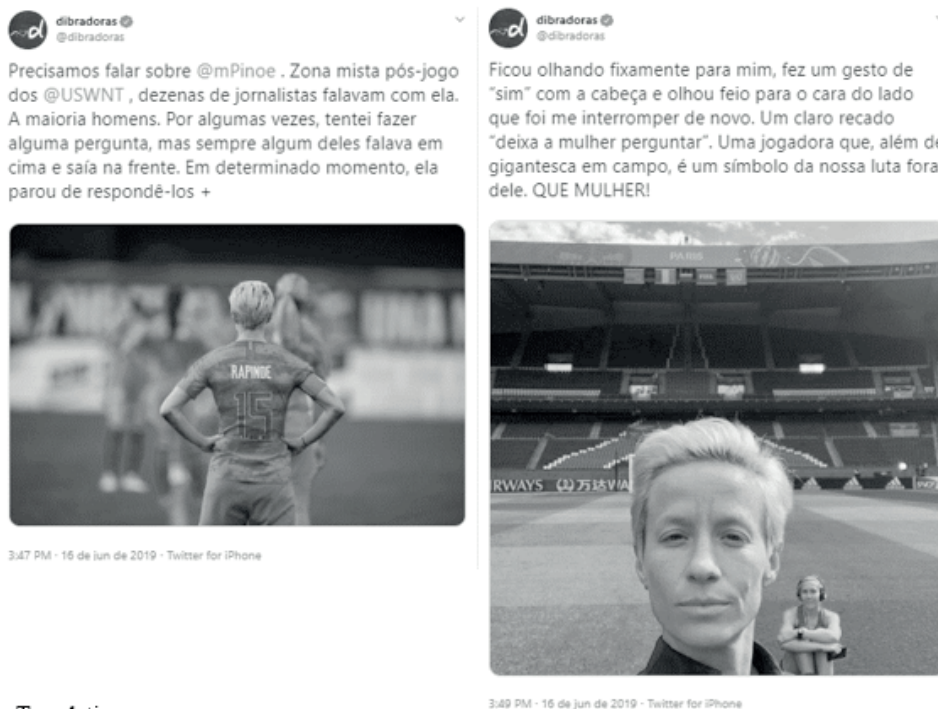 dibradoras
@dibradoras
Precisamos falar sobre @mPinoe . Zona mista pós-jogo
dos @USWNT , dezenas de jornalistas falavam com ela.
A maioria homens. Por algumas vezes, tentei fazer
alguma pergunta, mas sempre algum deles falava em
cima e saía na frente. Em determinado momento, ela
parou de respondê-los +
RAPINOE
15
3:47 PM · 16 de jun de 2019 · Twitter for iPhone
dibradoras
@dibradoras
Ficou olhando fixamente para mim, fez um gesto de
"sim" com a cabeça e olhou feio para o cara do lado
que foi me interromper de novo. Um claro recado
"deixa a mulher perguntar". Uma jogadora que, além de
gigantesca em campo, é um símbolo da nossa luta fora
dele. QUE MULHER!
PARIS
RWAYS 万达WA
3:49 PM · 16 de jun de 2019 · Twitter for iPhone